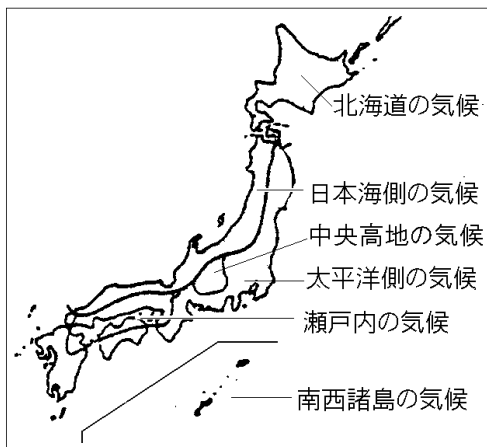 北海道の気候
日本海側の気候
中央高地の気候
太平洋側の気候
瀬戸内の気候
南西諸島の気候